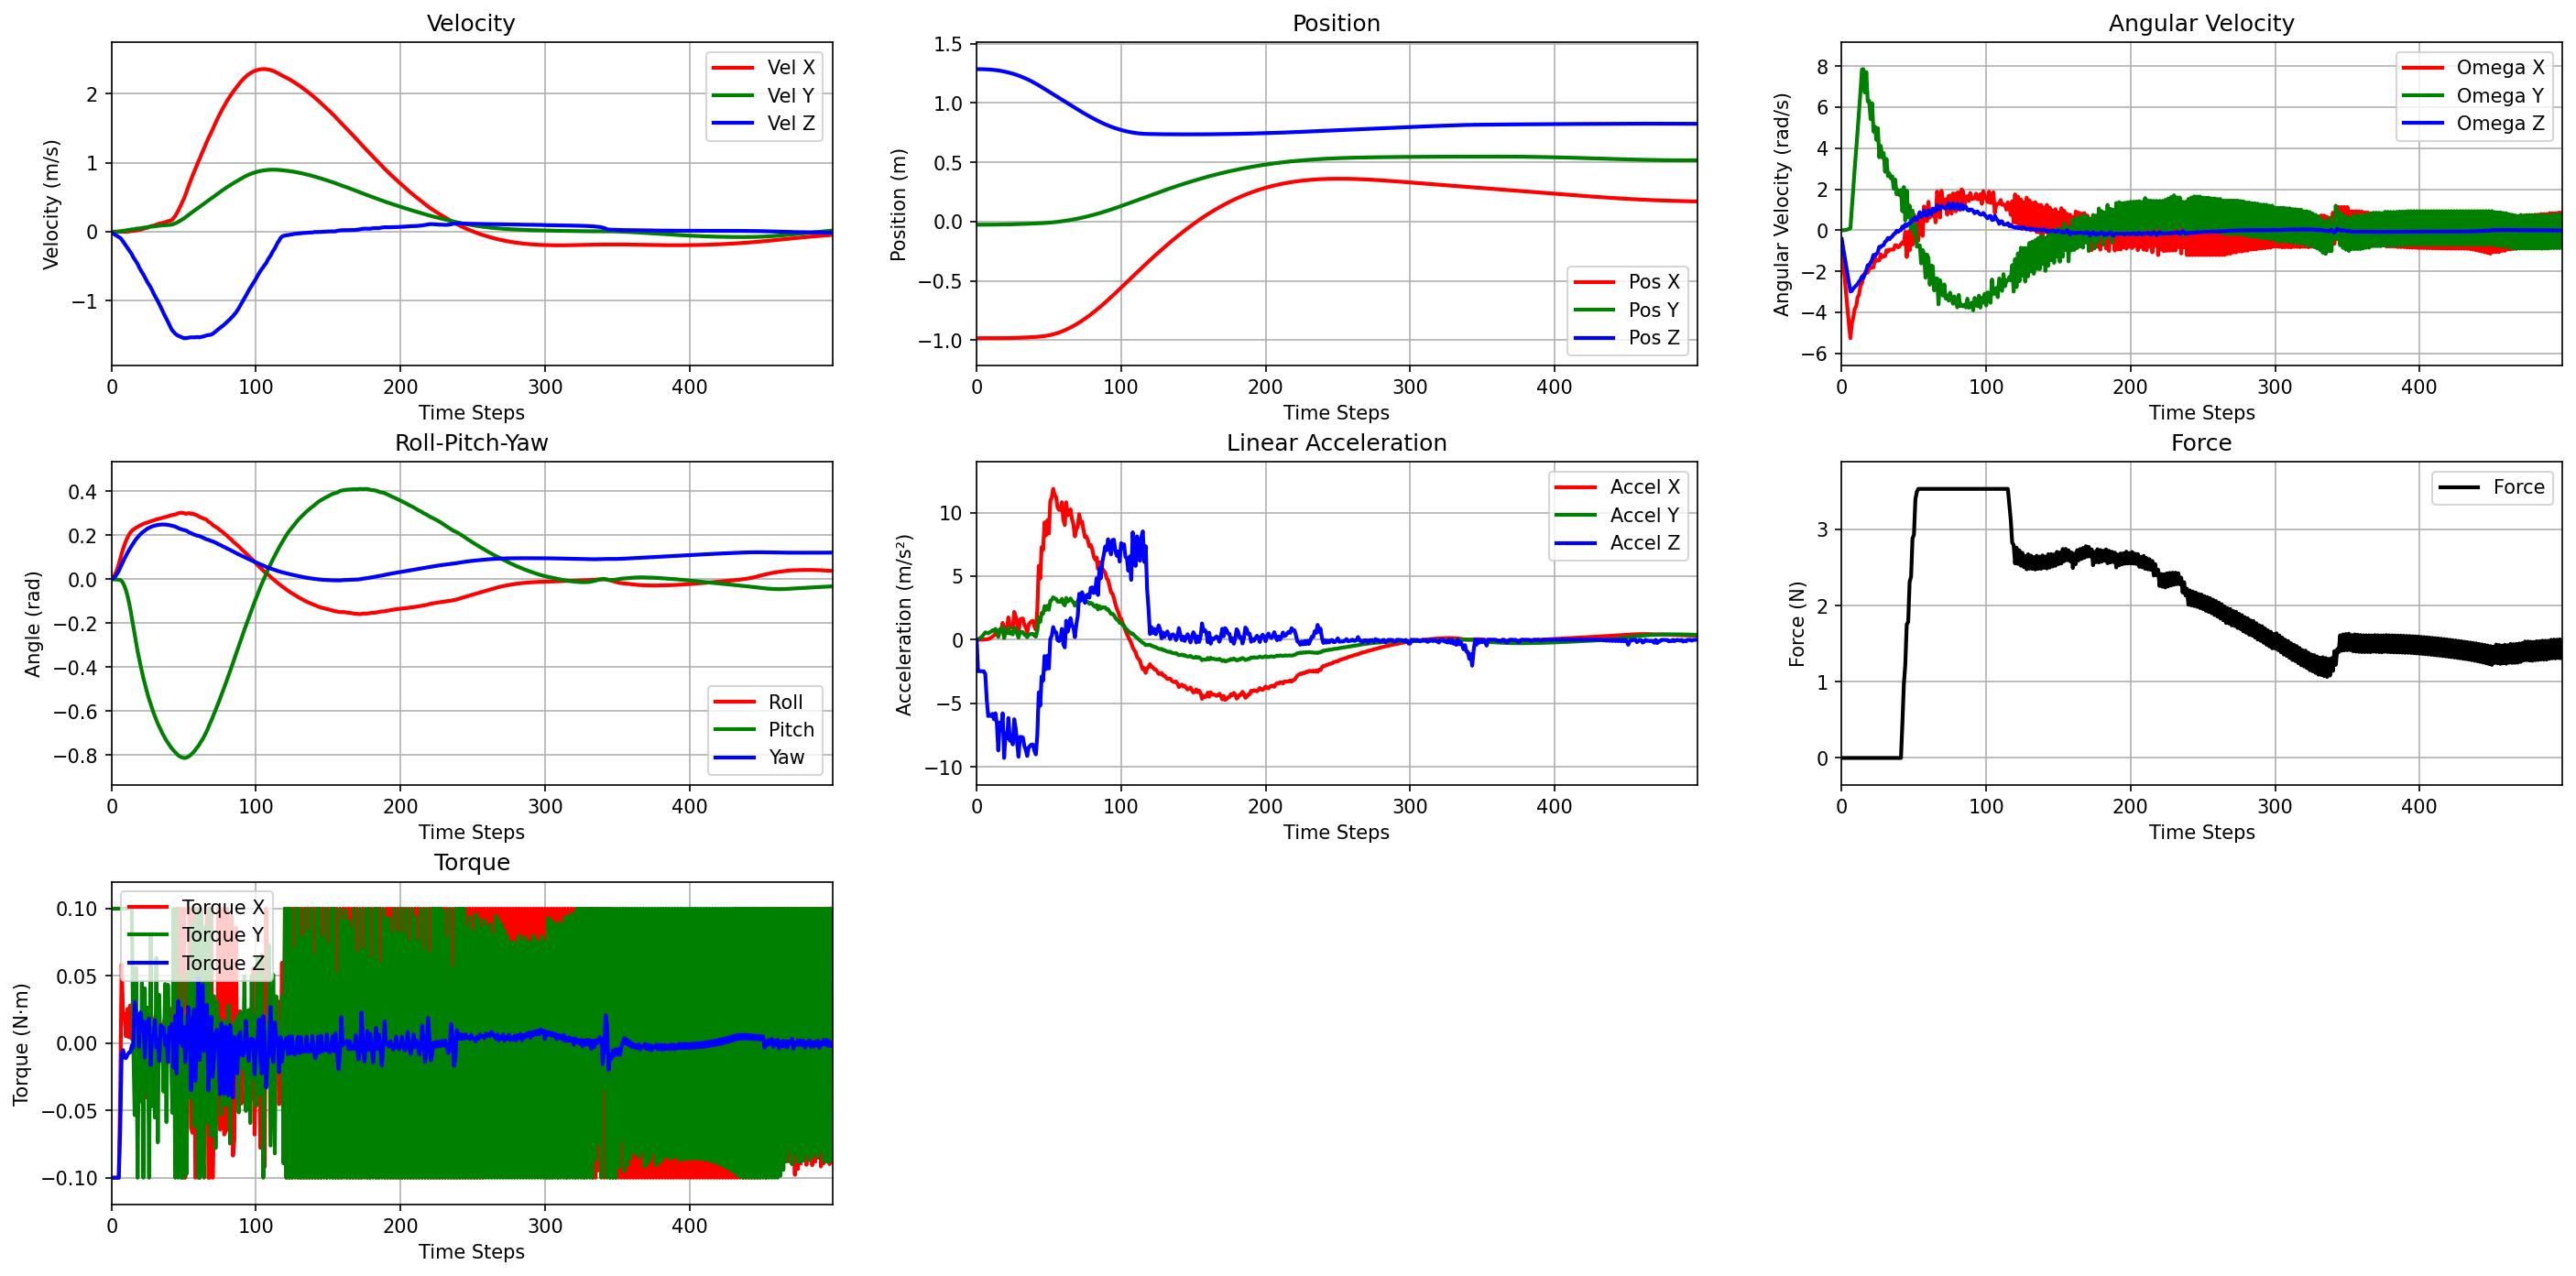 Velocity
Velocity (m/s)
2
1
0
−1
Vel X
Vel Y
Vel Z
0 100 200 300 400
Time Steps
Position
Position (m)
1.5
1.0
0.5
0.0
−0.5
−1.0
Pos X
Pos Y
Pos Z
0 100 200 300 400
Time Steps
Angular Velocity
Angular Velocity (rad/s)
8
6
4
2
0
−2
−4
−6
Omega X
Omega Y
Omega Z
0 100 200 300 400
Time Steps
Roll-Pitch-Yaw
Angle (rad)
0.4
0.2
0.0
−0.2
−0.4
−0.6
−0.8
Roll
Pitch
Yaw
0 100 200 300 400
Time Steps
Linear Acceleration
Acceleration (m/s²)
10
5
0
−5
−10
Accel X
Accel Y
Accel Z
0 100 200 300 400
Time Steps
Force
Force (N)
3
2
1
0
Force
0 100 200 300 400
Time Steps
Torque
Torque (N·m)
0.10
0.05
0.00
−0.05
−0.10
Torque X
Torque Y
Torque Z
0 100 200 300 400
Time Steps